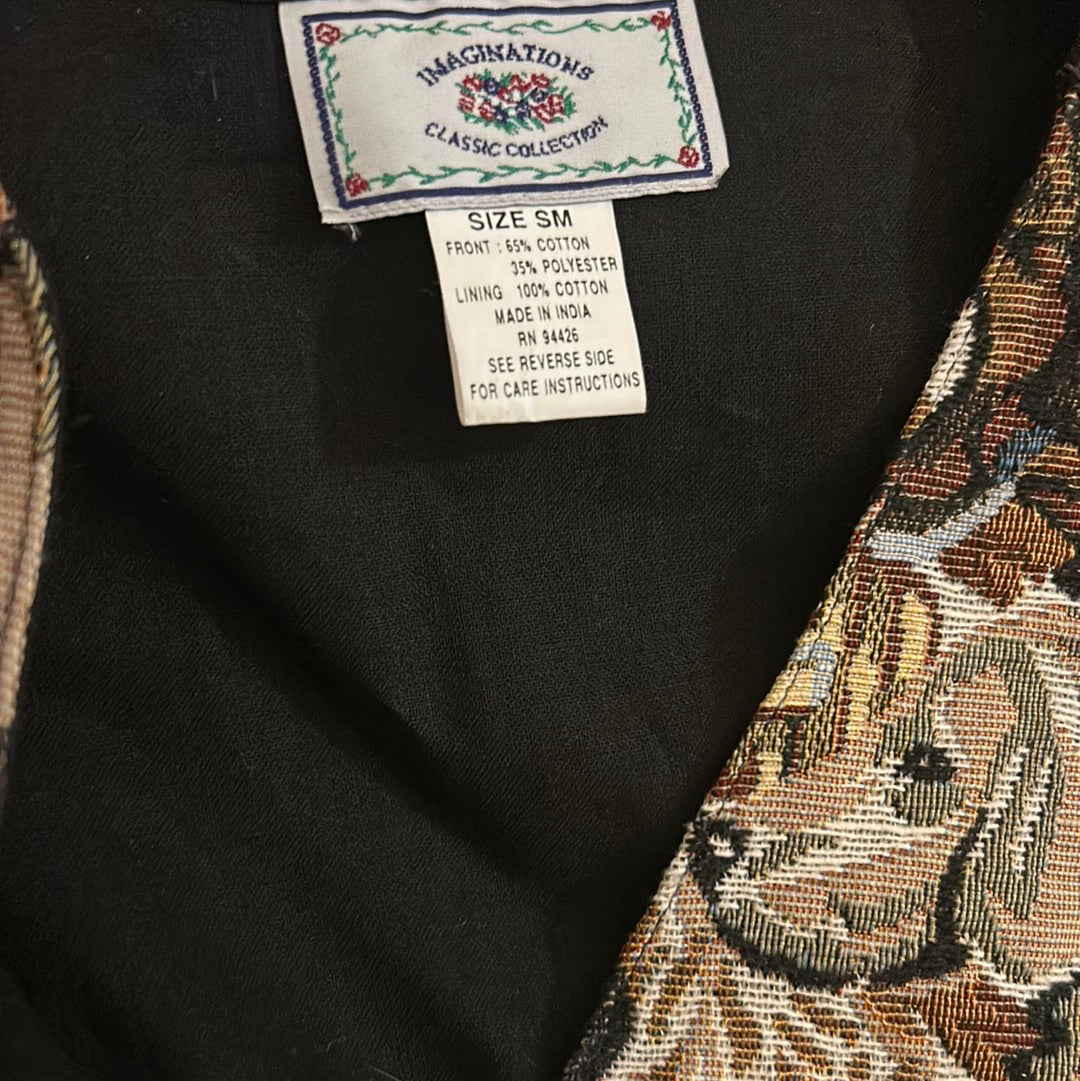 IMAGINATIONS
CLASSIC COLLECTION
SIZE SM
FRONT : 65% COTTON
35% POLYESTER
LINING 100% COTTON
MADE IN INDIA
RN 94426
SEE REVERSE SIDE
FOR CARE INSTRUCTIONS